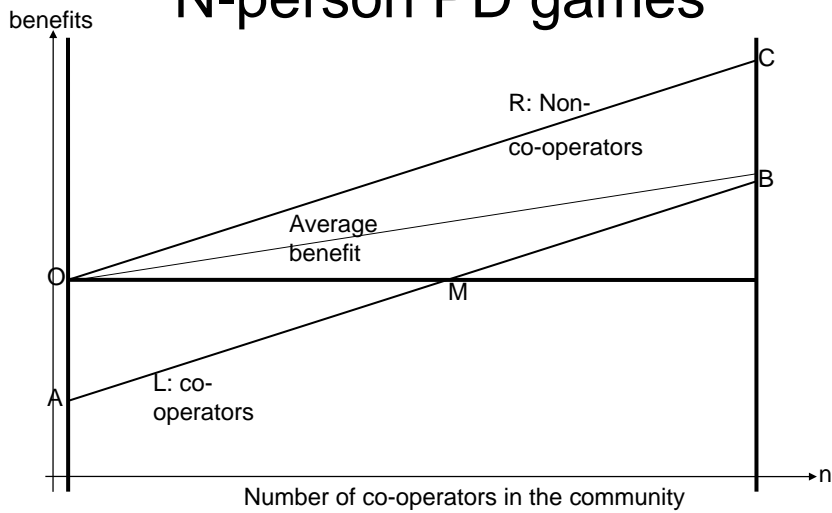 N-person PD games
benefits
C
R: Non-
co-operators
B
Average
benefit
O
M
A
L: co-
operators
n
Number of co-operators in the community